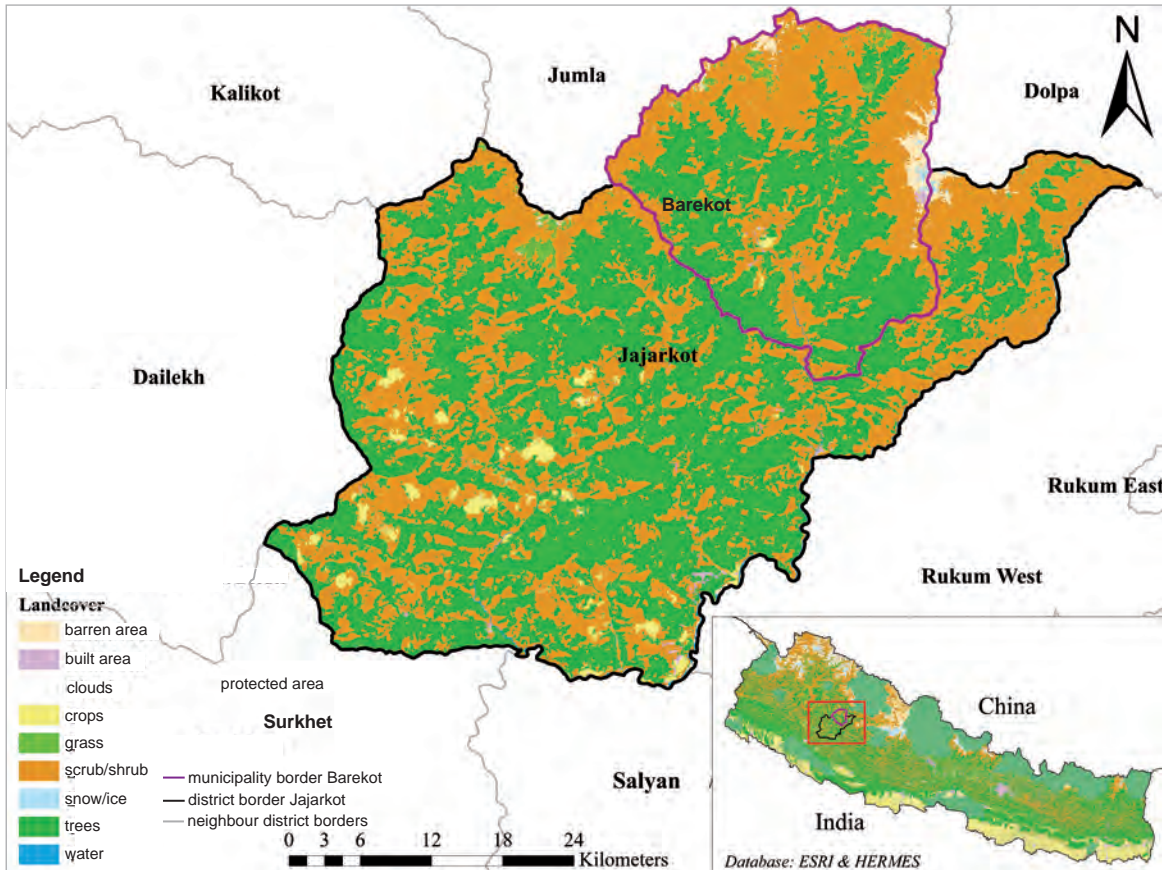 N
Jumla
Kalikot
Dolpa
Barekot
Jajarkot
Dailekh
Rukum East
Rukum West
Legend
Landcover
barren area
built area
clouds
protected area
crops
Surkhet
grass
scrub/shrub
municipality border Barekot
Salyan
snow/ice
district border Jajarkot
trees
neighbour district borders
water
0 3 6 12 18 24
Kilometers
China
India
Database: ESRI & HERMES